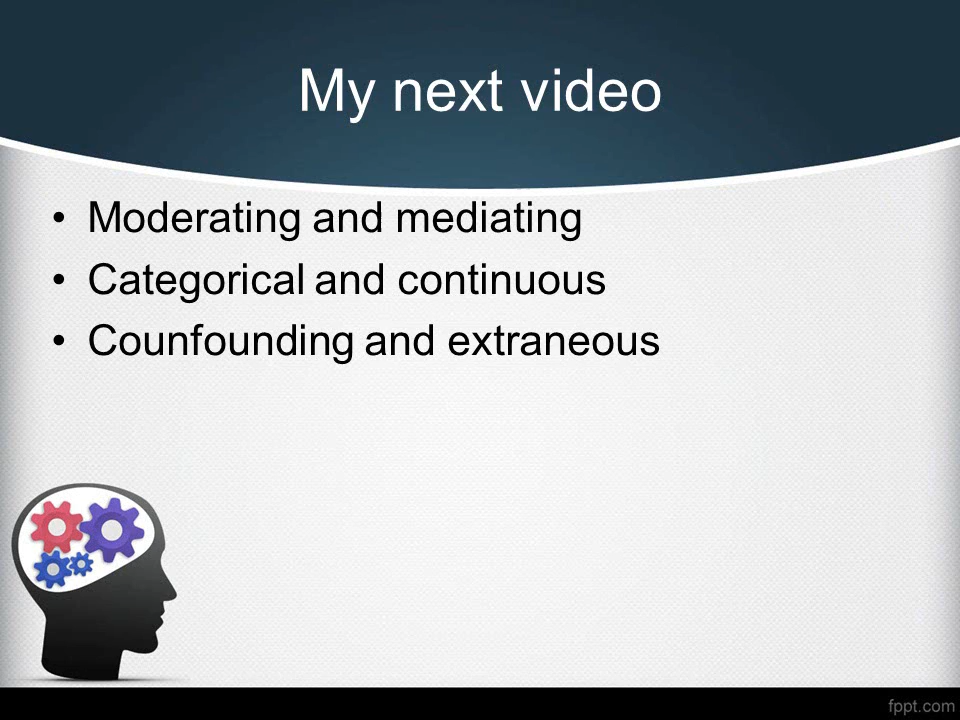 My next video
• Moderating and mediating
• Categorical and continuous
• Counfounding and extraneous
fppt.com